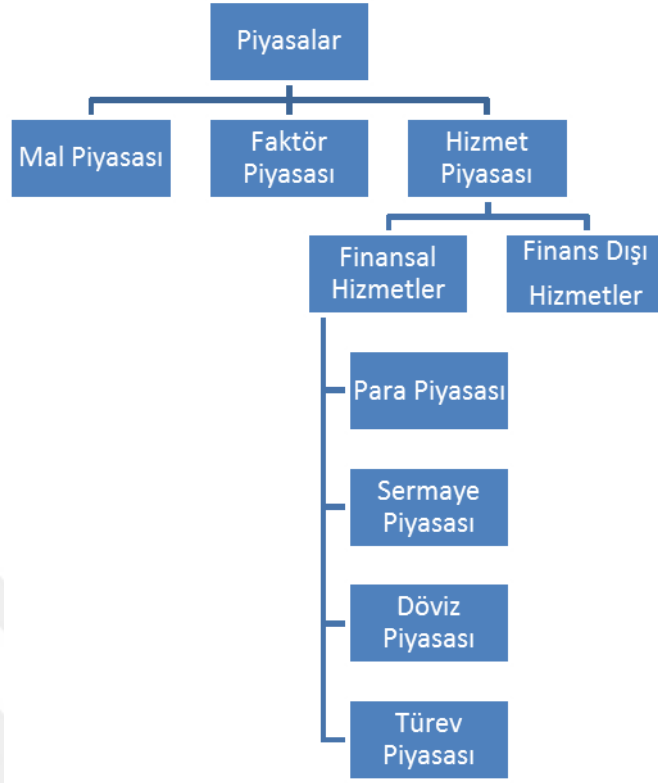 Piyasalar
Mal Piyasası
Faktör
Piyasası
Hizmet
Piyasası
Finansal
Hizmetler
Finans Dışı
Hizmetler
Para Piyasası
Sermaye
Piyasası
Döviz
Piyasası
Türev
Piyasası